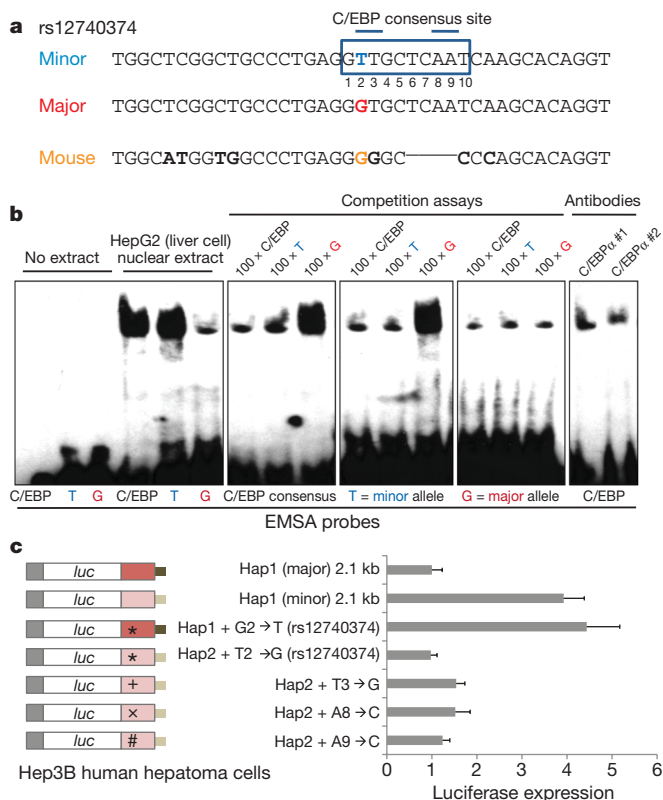 a rs12740374
C/EBP consensus site
Minor TGGCTCGGCTGCCCTGAGGTTGCTCAATCAAGCACAGGT
1 2 3 4 5 6 7 8 9 10
Major TGGCTCGGCTGCCCTGAGGGTGCTCAATCAAGCACAGGT
Mouse TGGCATGGTGGCCCTGAGGGGGC———CCCAGCACAGGT
b
Competition assays
Antibodies
No extract
HepG2 (liver cell)
nuclear extract
100 × C/EBP 100 × T 100 × G 100 × C/EBP 100 × T 100 × G 100 × C/EBP 100 × T 100 × G C/EBPα #1 C/EBPα #2
C/EBP T G C/EBP T G C/EBP consensus T = minor allele G = major allele C/EBP
EMSA probes
c
luc Hap1 (major) 2.1 kb
luc Hap1 (minor) 2.1 kb
luc * Hap1 + G2 → T (rs12740374)
luc * Hap2 + T2 → G (rs12740374)
luc + Hap2 + T3 → G
luc × Hap2 + A8 → C
luc # Hap2 + A9 → C
Hep3B human hepatoma cells
0 1 2 3 4 5 6
Luciferase expression